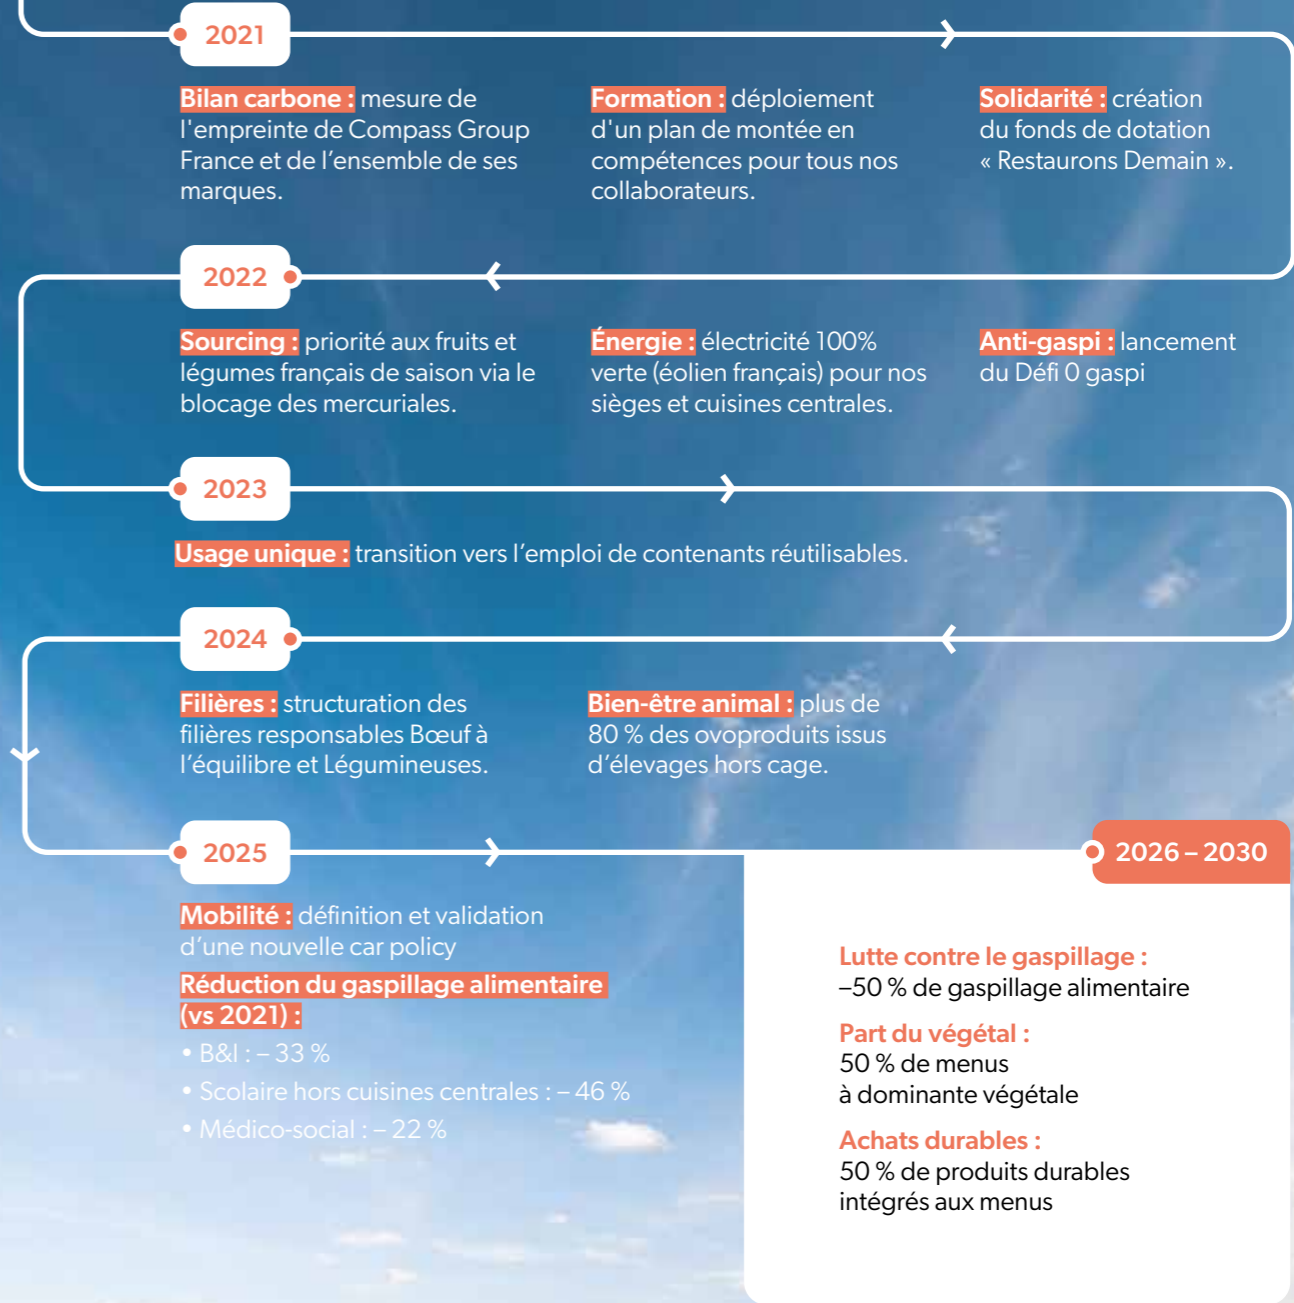 2021
Bilan carbone : mesure de
l'empreinte de Compass Group
France et de l’ensemble de ses
marques.
Formation : déploiement
d'un plan de montée en
compétences pour tous nos
collaborateurs.
Solidarité : création
du fonds de dotation
« Restaurons Demain ».
2022
Sourcing : priorité aux fruits et
légumes français de saison via le
blocage des mercuriales.
Énergie : électricité 100%
verte (éolien français) pour nos
sièges et cuisines centrales.
Anti-gaspi : lancement
du Défi 0 gaspi
2023
Usage unique : transition vers l’emploi de contenants réutilisables.
2024
Filières : structuration des
filières responsables Bœuf à
l’équilibre et Légumineuses.
Bien-être animal : plus de
80 % des ovoproduits issus
d’élevages hors cage.
2025
Mobilité : définition et validation
d’une nouvelle car policy
Réduction du gaspillage alimentaire
(vs 2021) :
• B&I : – 33 %
• Scolaire hors cuisines centrales : – 46 %
• Médico-social : – 22 %
2026 – 2030
Lutte contre le gaspillage :
–50 % de gaspillage alimentaire
Part du végétal :
50 % de menus
à dominante végétale
Achats durables :
50 % de produits durables
intégrés aux menus